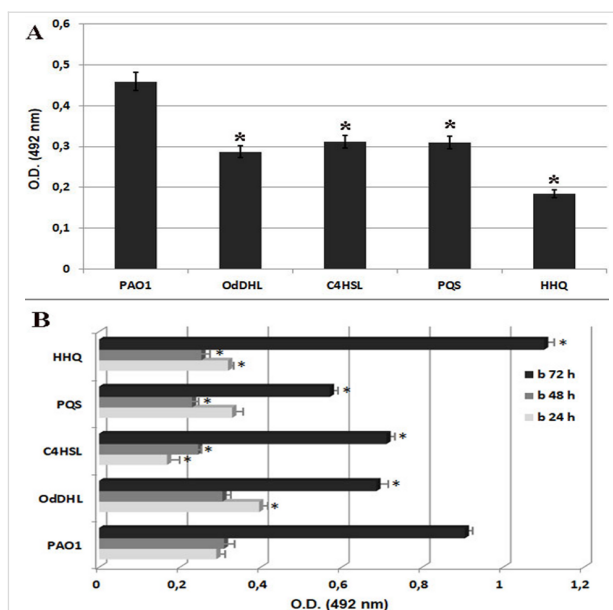 A
0,6
0,5
0,4
0,3
0,2
0,1
0
O.D. (492 nm)
*
*
*
*
PAO1 OdDHL C4HSL PQS HHQ
B
HHQ
PQS
C4HSL
OdDHL
PAO1
*
*
*
*
*
*
*
*
*
*
b 72 h
b 48 h
b 24 h
0 0,2 0,4 0,6 0,8 1 1,2
O.D. (492 nm)